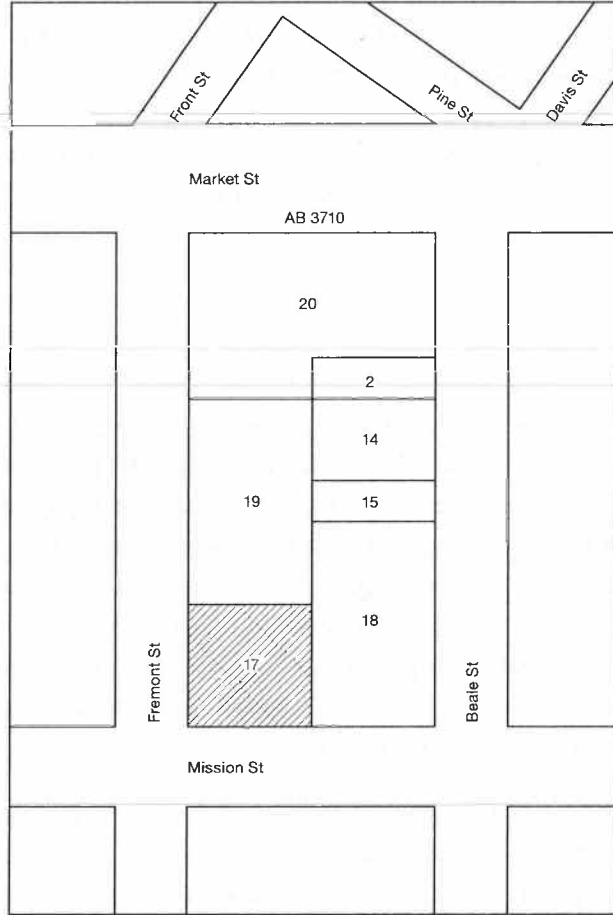 Front St
Pine St
Davis St
Market St
AB 3710
20
2
14
19
15
18
17
Fremont St
Beale St
Mission St